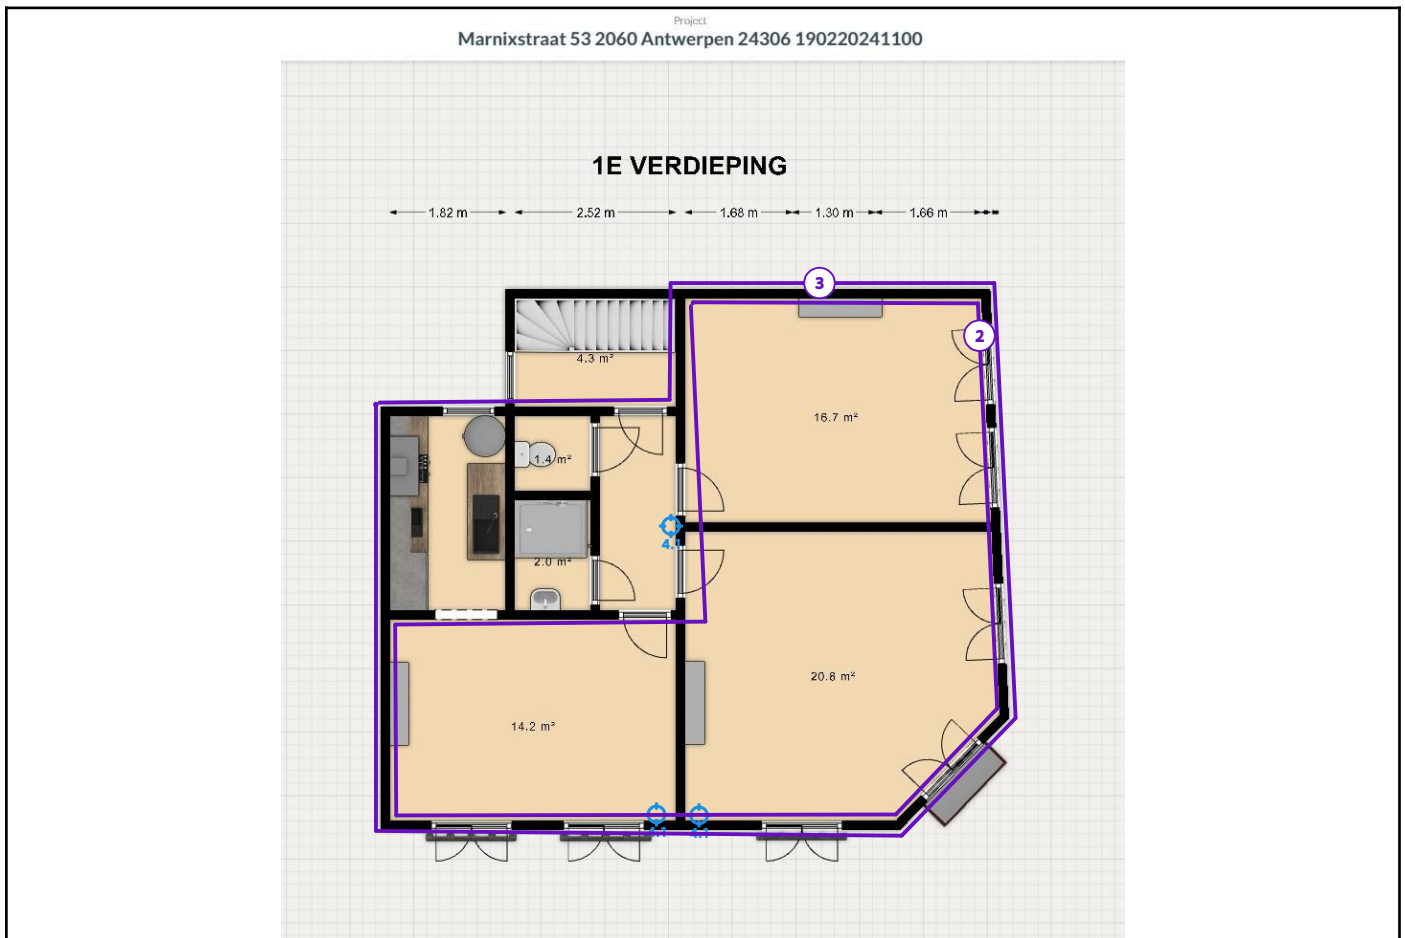 Project
Marnixstraat 53 2060 Antwerpen 24306 190220241100
1E VERDIEPING
1.82 m 2.52 m 1.68 m 1.30 m 1.66 m
3
2
4.3 m²
16.7 m²
1.4 m²
4.1
2.0 m²
20.8 m²
14.2 m²